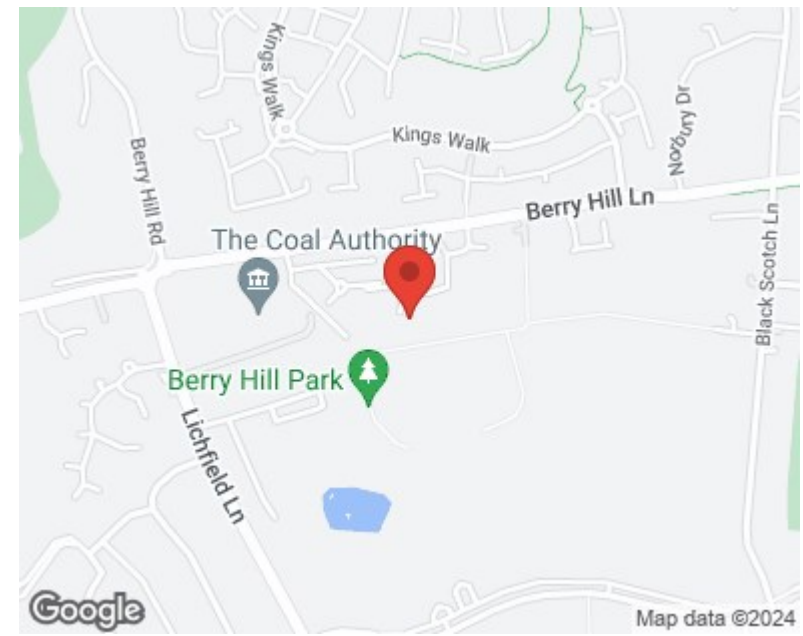 Kings Walk
Kings Walk
Norbury Dr
Berry Hill Rd
Berry Hill Ln
The Coal Authority
Black Scotch Ln
Berry Hill Park
Lichfield Ln
Google
Map data ©2024